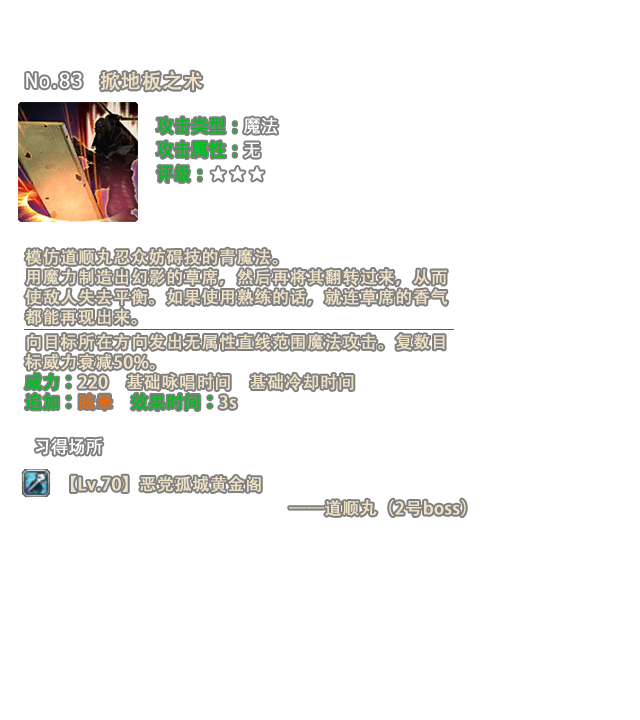 No.83 掀地板之术
攻击类型：魔法
攻击属性：无
评级：☆☆☆
模仿道顺丸忍众妨碍技的青魔法。
用魔力制造出幻影的草席，然后再将其翻转过来，从而
使敌人失去平衡。如果使用熟练的话，就连草席的香气
都能再现出来。
向目标所在方向发出无属性直线范围魔法攻击。复数目
标威力衰减50%。
威力：220 基础咏唱时间 基础冷却时间
追加：眩晕 效果时间：3s
习得场所
【Lv.70】恶党孤城黄金阁
——道顺丸（2号boss）